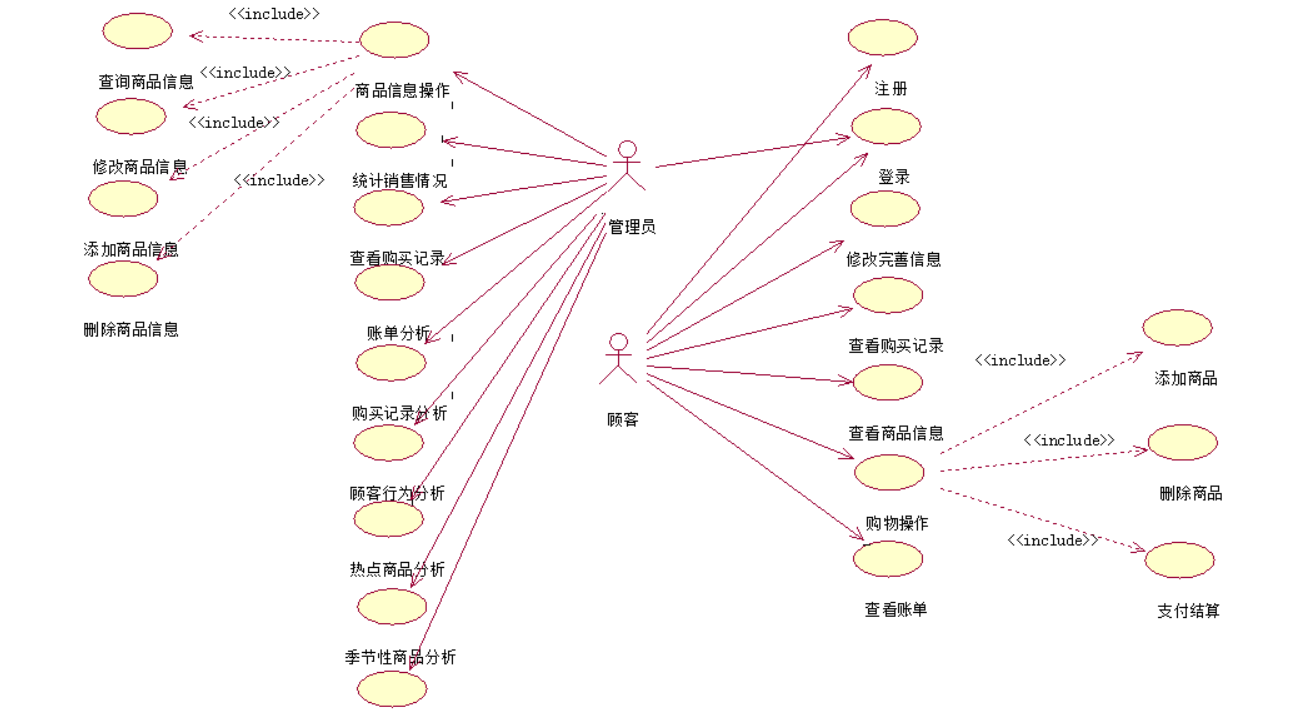 <<include>>
查询商品信息
<<include>>
商品信息操作
注册
<<include>>
修改商品信息
<<include>>
统计销售情况
登录
添加商品信息
查看购买记录
管理员
修改完善信息
删除商品信息
账单分析
查看购买记录
<<include>>
添加商品
购买记录分析
顾客
查看商品信息
<<include>>
顾客行为分析
删除商品
购物操作
<<include>>
热点商品分析
查看账单
支付结算
季节性商品分析